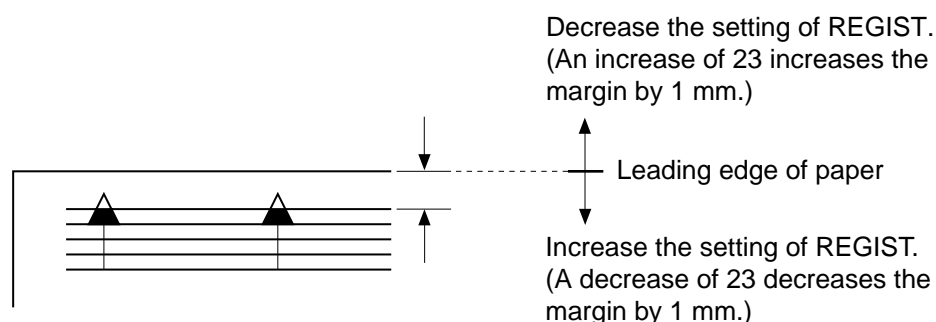 Decrease the setting of REGIST.
(An increase of 23 increases the
margin by 1 mm.)
Leading edge of paper
Increase the setting of REGIST.
(A decrease of 23 decreases the
margin by 1 mm.)